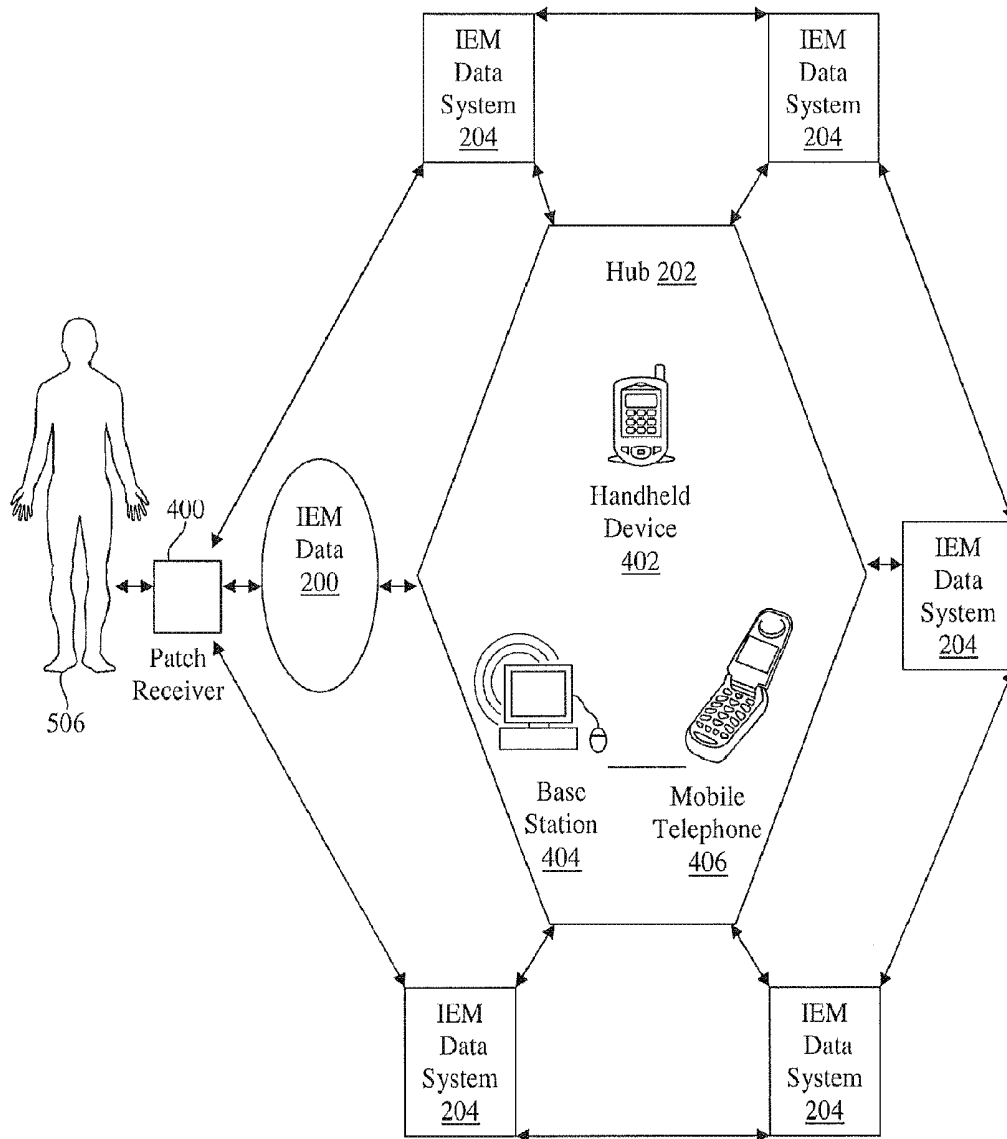 IEM
Data
System
204
IEM
Data
System
204
Hub 202
Handheld
Device
402
400
IEM
Data
200
Patch
Receiver
506
IEM
Data
System
204
Base
Station
404
Mobile
Telephone
406
IEM
Data
System
204
IEM
Data
System
204